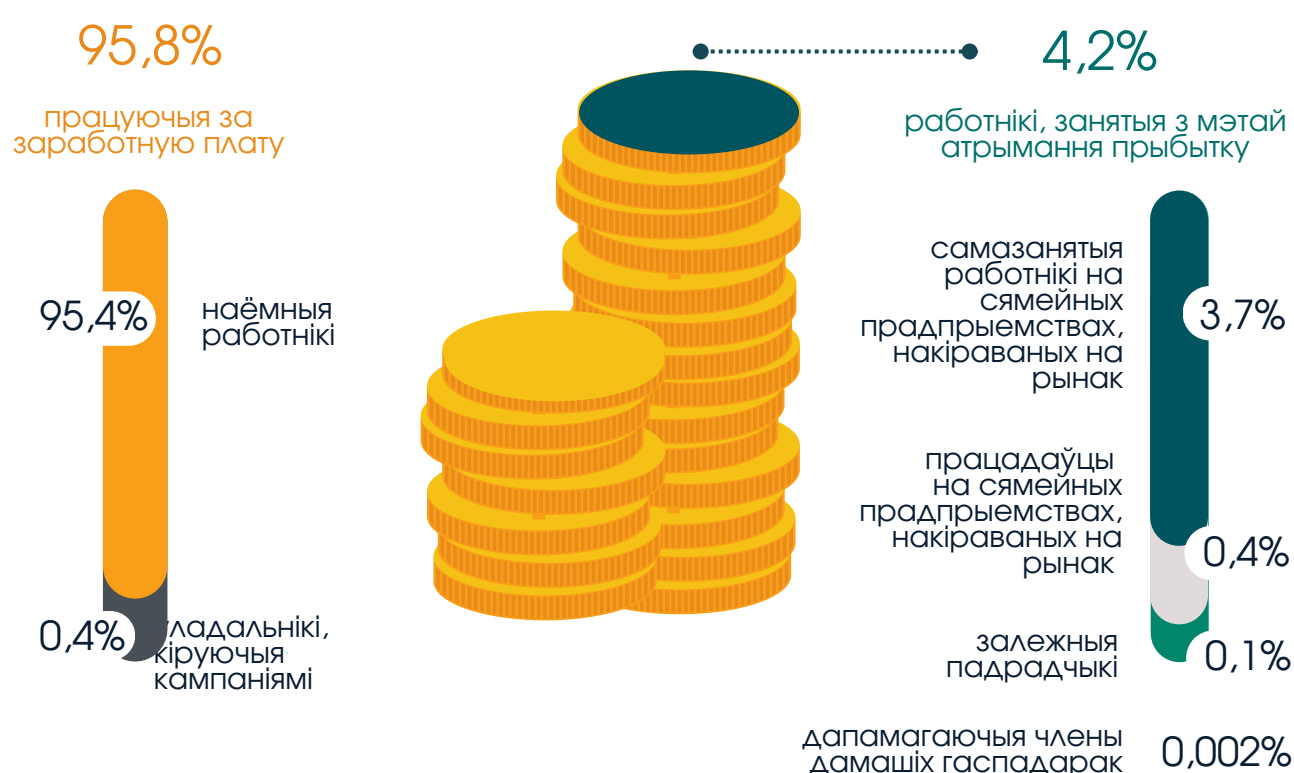 95,8%
працуючыя за
заработную плату
95,4%
наёмныя
работнікі
0,4%
уладальнікі,
кіруючыя
кампаніямі
4,2%
работнікі, занятыя з мэтай
атрымання прыбытку
самазанятыя
работнікі на
сямейных
прадпрыемствах,
накіраваных на
рынак
3,7%
працадаўцы
на сямейных
прадпрыемствах,
накіраваных на
рынак
0,4%
залежныя
падрадчыкі
0,1%
дапамагаючыя члены
дамашіх гаспадарак
0,002%